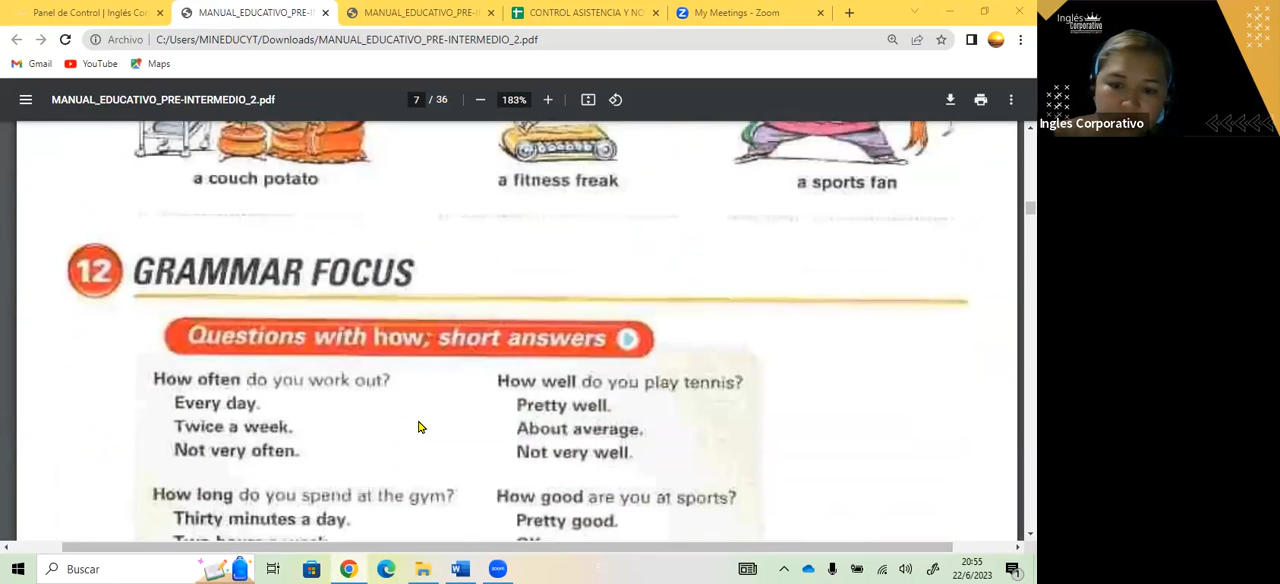 Panel de Control | Inglés Cor
MANUAL_EDUCATIVO_PRE-I
MANUAL_EDUCATIVO_PRE-I
CONTROL ASISTENCIA Y NO
My Meetings - Zoom
Archivo
C:/Users/MINEDUCYT/Downloads/MANUAL_EDUCATIVO_PRE-INTERMEDIO_2.pdf
Gmail
YouTube
Maps
MANUAL_EDUCATIVO_PRE-INTERMEDIO_2.pdf
7 / 36
183%
Inglés
Corporativo
Ingles Corporativo
a couch potato
a fitness freak
a sports fan
12 GRAMMAR FOCUS
Questions with how; short answers
How often do you work out?
Every day.
Twice a week.
Not very often.
How well do you play tennis?
Pretty well.
About average.
Not very well.
How long do you spend at the gym?
Thirty minutes a day.
Two hours a week.
How good are you at sports?
Pretty good.
OK.
Buscar
20:55
22/6/2023
1